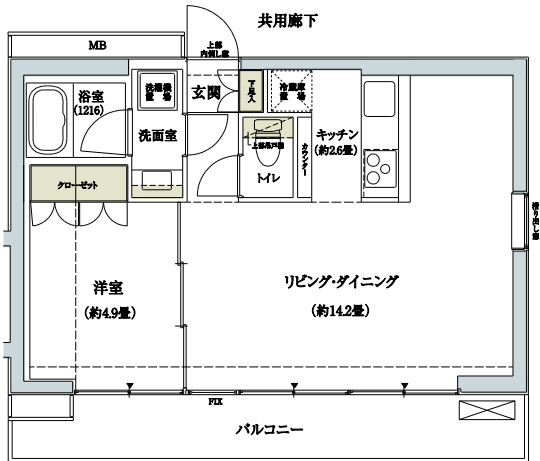 共用廊下
MB
上部
内倒し窓
浴室
(1216)
洗濯機
置場
洗面室
玄関
下足入
冷蔵庫
置場
キッチン
(約2.6畳)
カウンター
上部吊戸棚
トイレ
クローゼット
滑り出し窓
洋室
(約4.9畳)
リビング・ダイニング
(約14.2畳)
FIX
バルコニー